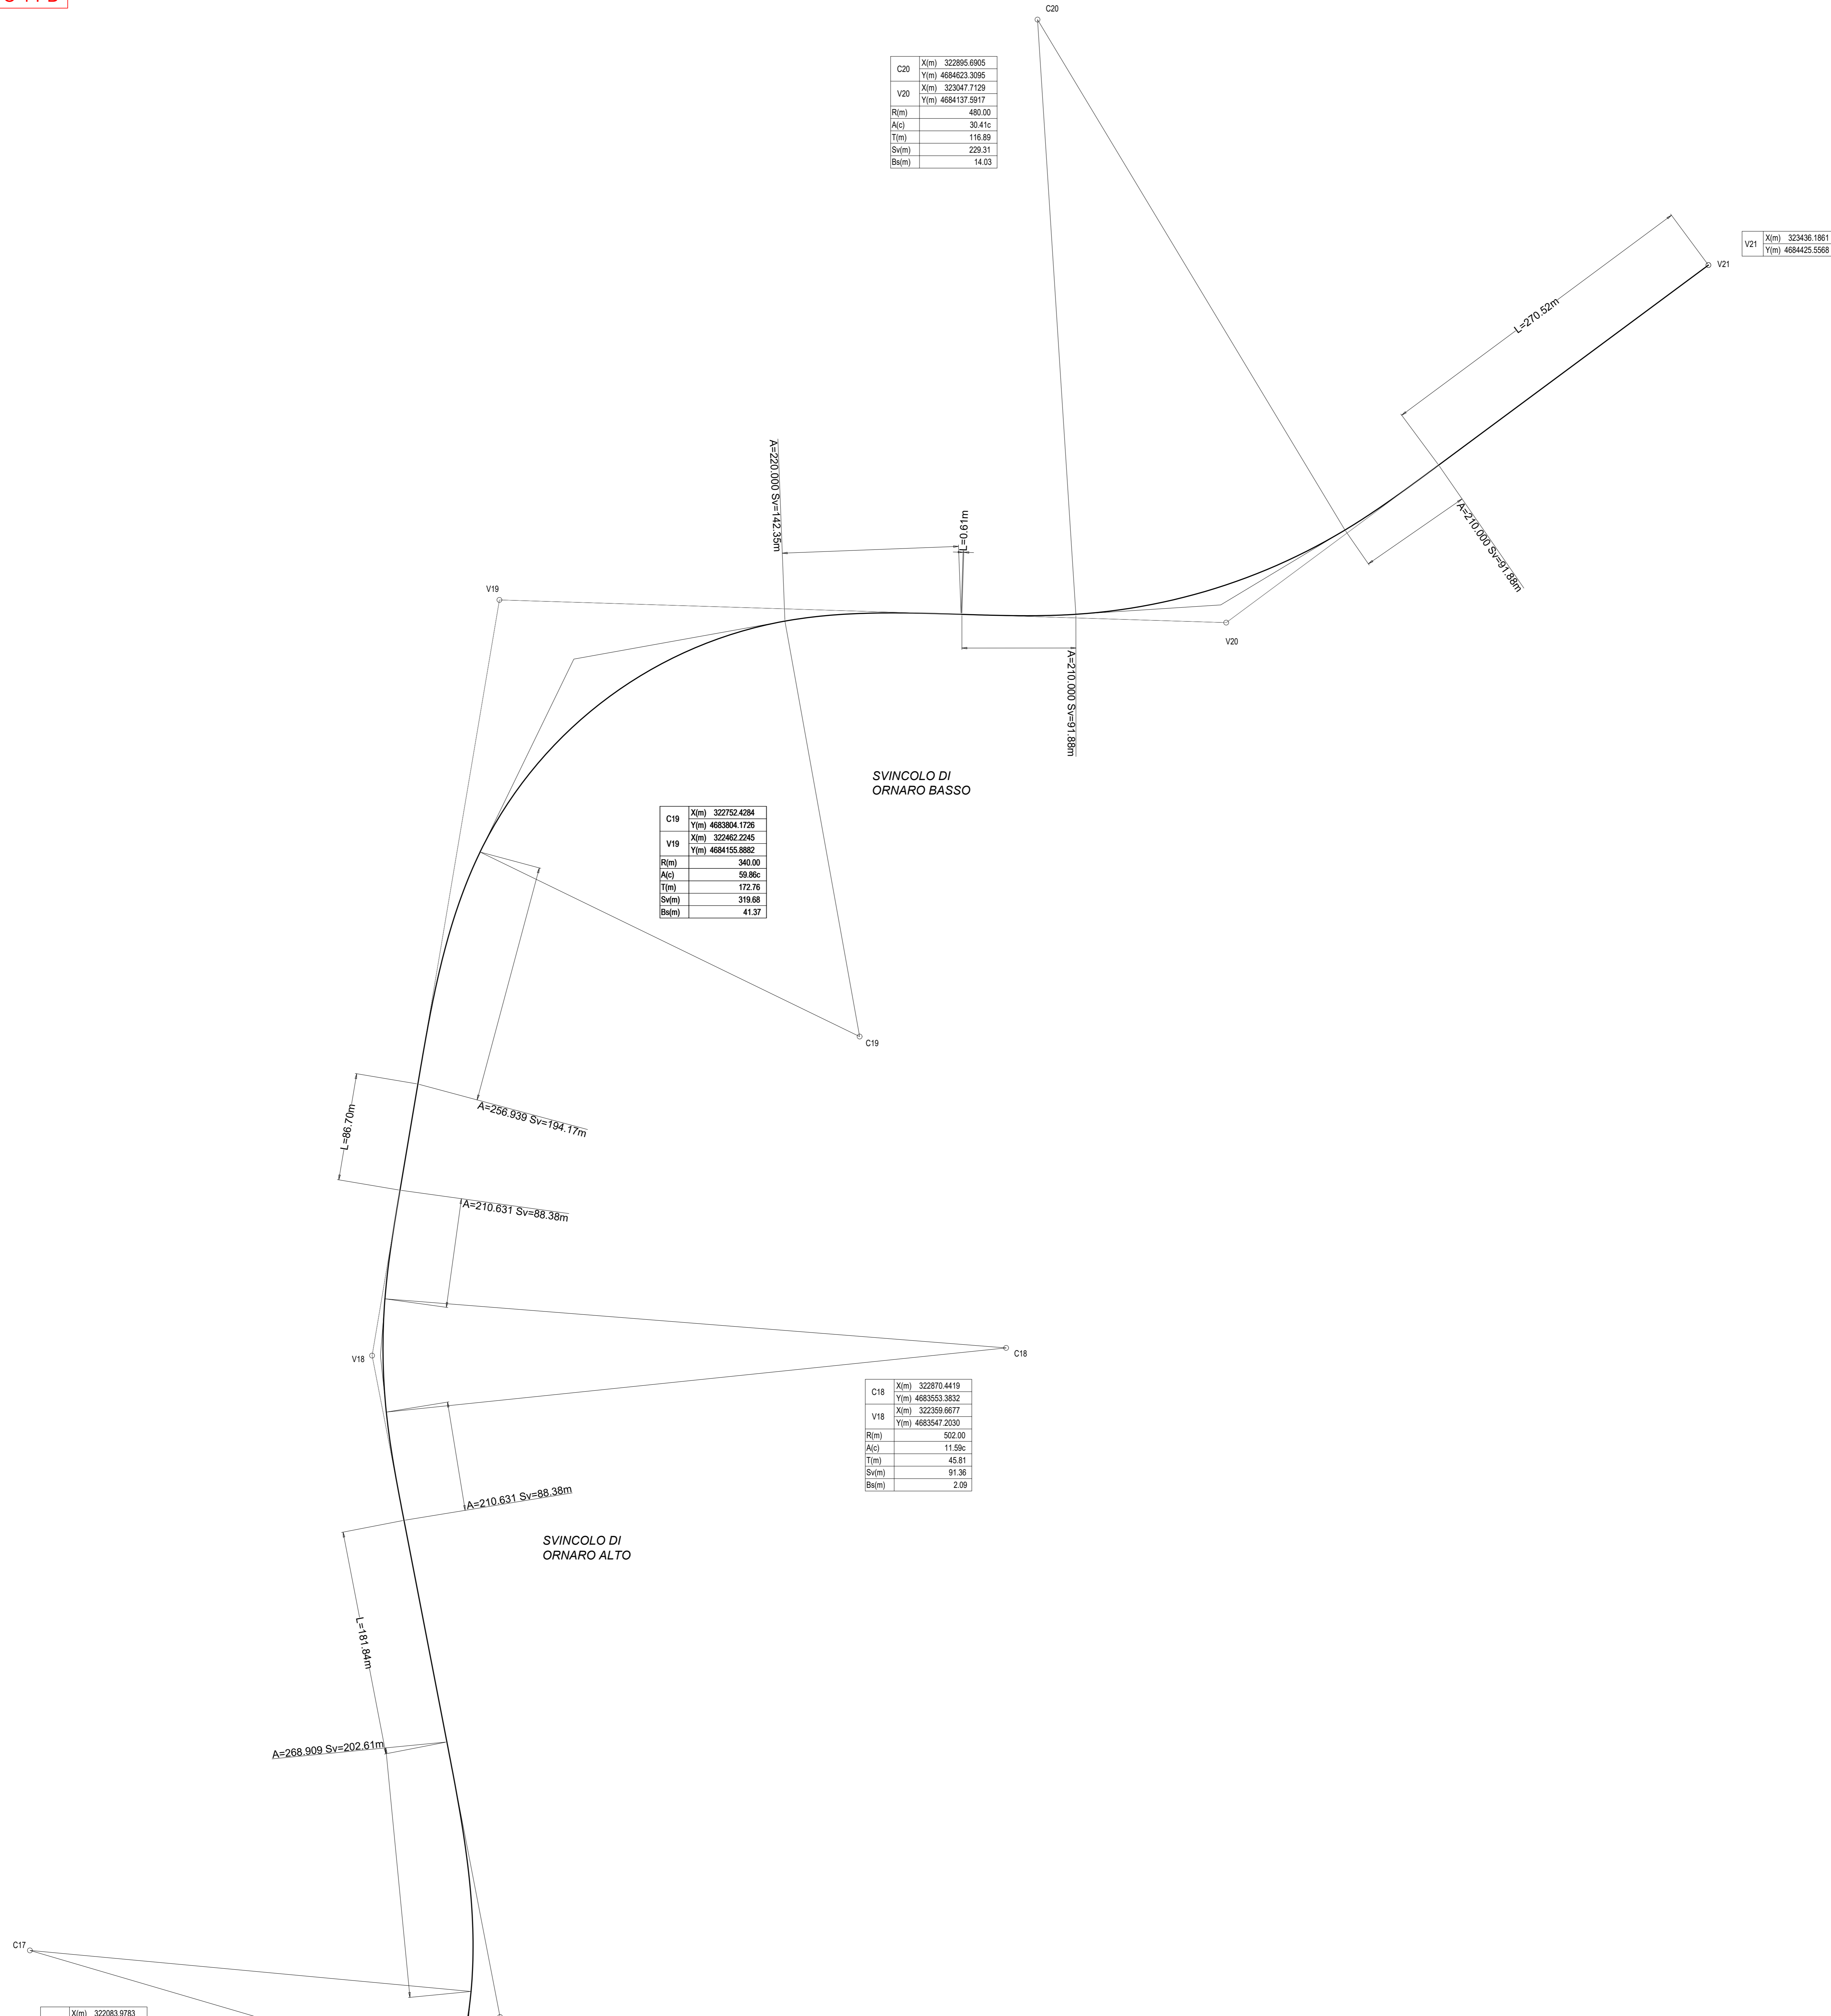 C20
C20 X(m) 322895.6905
Y(m) 4684623.3095
V20 X(m) 323047.7129
Y(m) 4684137.5917
R(m) 480.00
A(c) 30.41c
T(m) 116.89
Sv(m) 229.31
Bs(m) 14.03
V21 X(m) 323436.1861
Y(m) 4684425.5568
V21
L=270.52m
A=220.000 Sv=142.35m
L=0.61m
A=210.000 Sv=91.88m
V19
V20
A=210.000 Sv=91.88m
SVINCOLO DI
ORNARO BASSO
C19 X(m) 322752.4284
Y(m) 4683804.1726
V19 X(m) 322462.2245
Y(m) 4684155.8882
R(m) 340.00
A(c) 59.86c
T(m) 172.76
Sv(m) 319.68
Bs(m) 41.37
C19
A=256.939 Sv=194.17m
L=86.70m
A=210.631 Sv=88.38m
V18
C18
C18 X(m) 322870.4419
Y(m) 4683553.3832
V18 X(m) 322359.6677
Y(m) 4683547.2030
R(m) 502.00
A(c) 11.59c
T(m) 45.81
Sv(m) 91.36
Bs(m) 2.09
A=210.631 Sv=88.38m
SVINCOLO DI
ORNARO ALTO
L=181.84m
A=268.909 Sv=202.61m
C17
X(m) 322083.9783